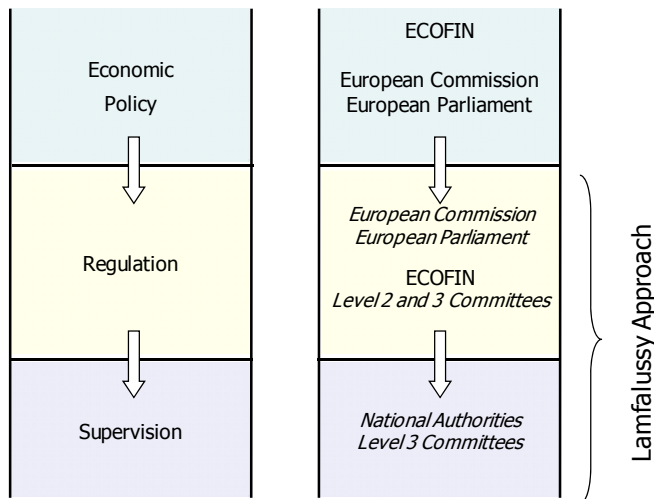 Economic
Policy
Regulation
Supervision
ECOFIN
European Commission
European Parliament
European Commission
European Parliament
ECOFIN
Level 2 and 3 Committees
National Authorities
Level 3 Committees
Lamfalussy Approach